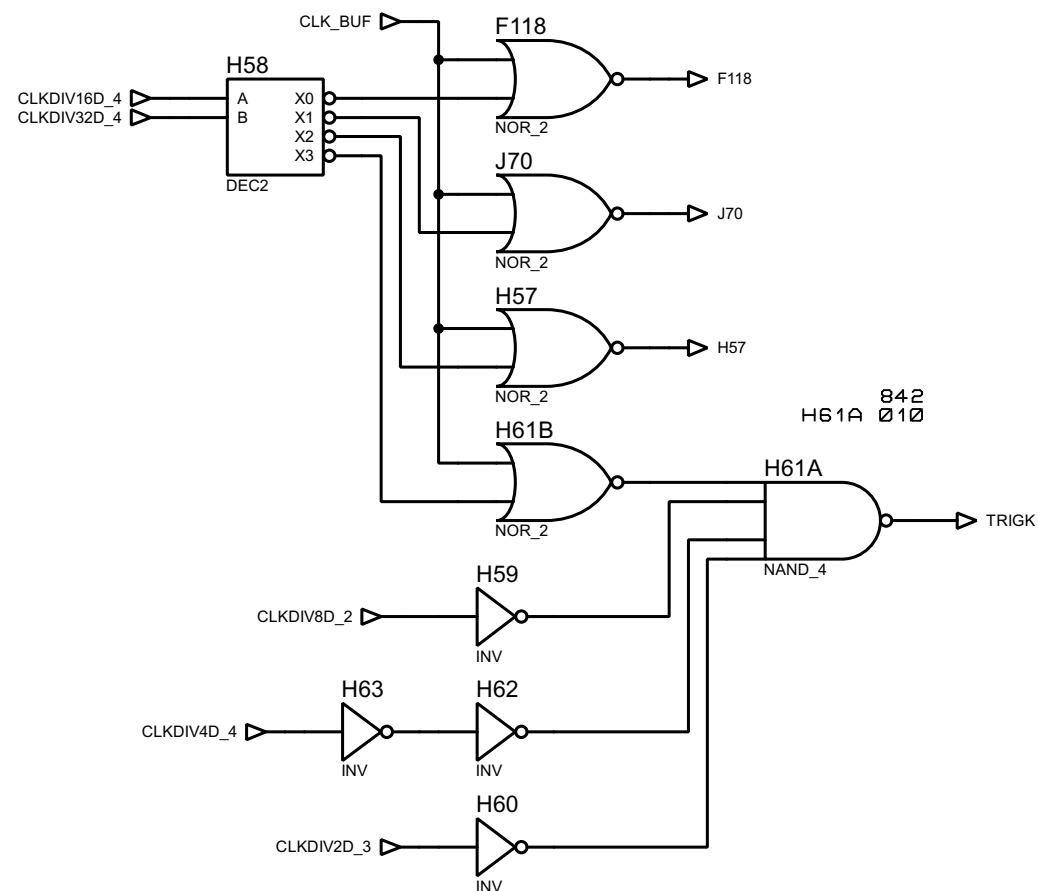 CLK_BUF
F118
H58
F118
CLKDIV16D_4
A
X0
CLKDIV32D_4
B
X1
X2
NOR_2
X3
J70
DEC2
J70
NOR_2
H57
H57
NOR_2
842
H61A 010
H61B
H61A
TRIGK
NOR_2
NAND_4
H59
CLKDIV8D_2
INV
H63
H62
CLKDIV4D_4
INV
INV
H60
CLKDIV2D_3
INV